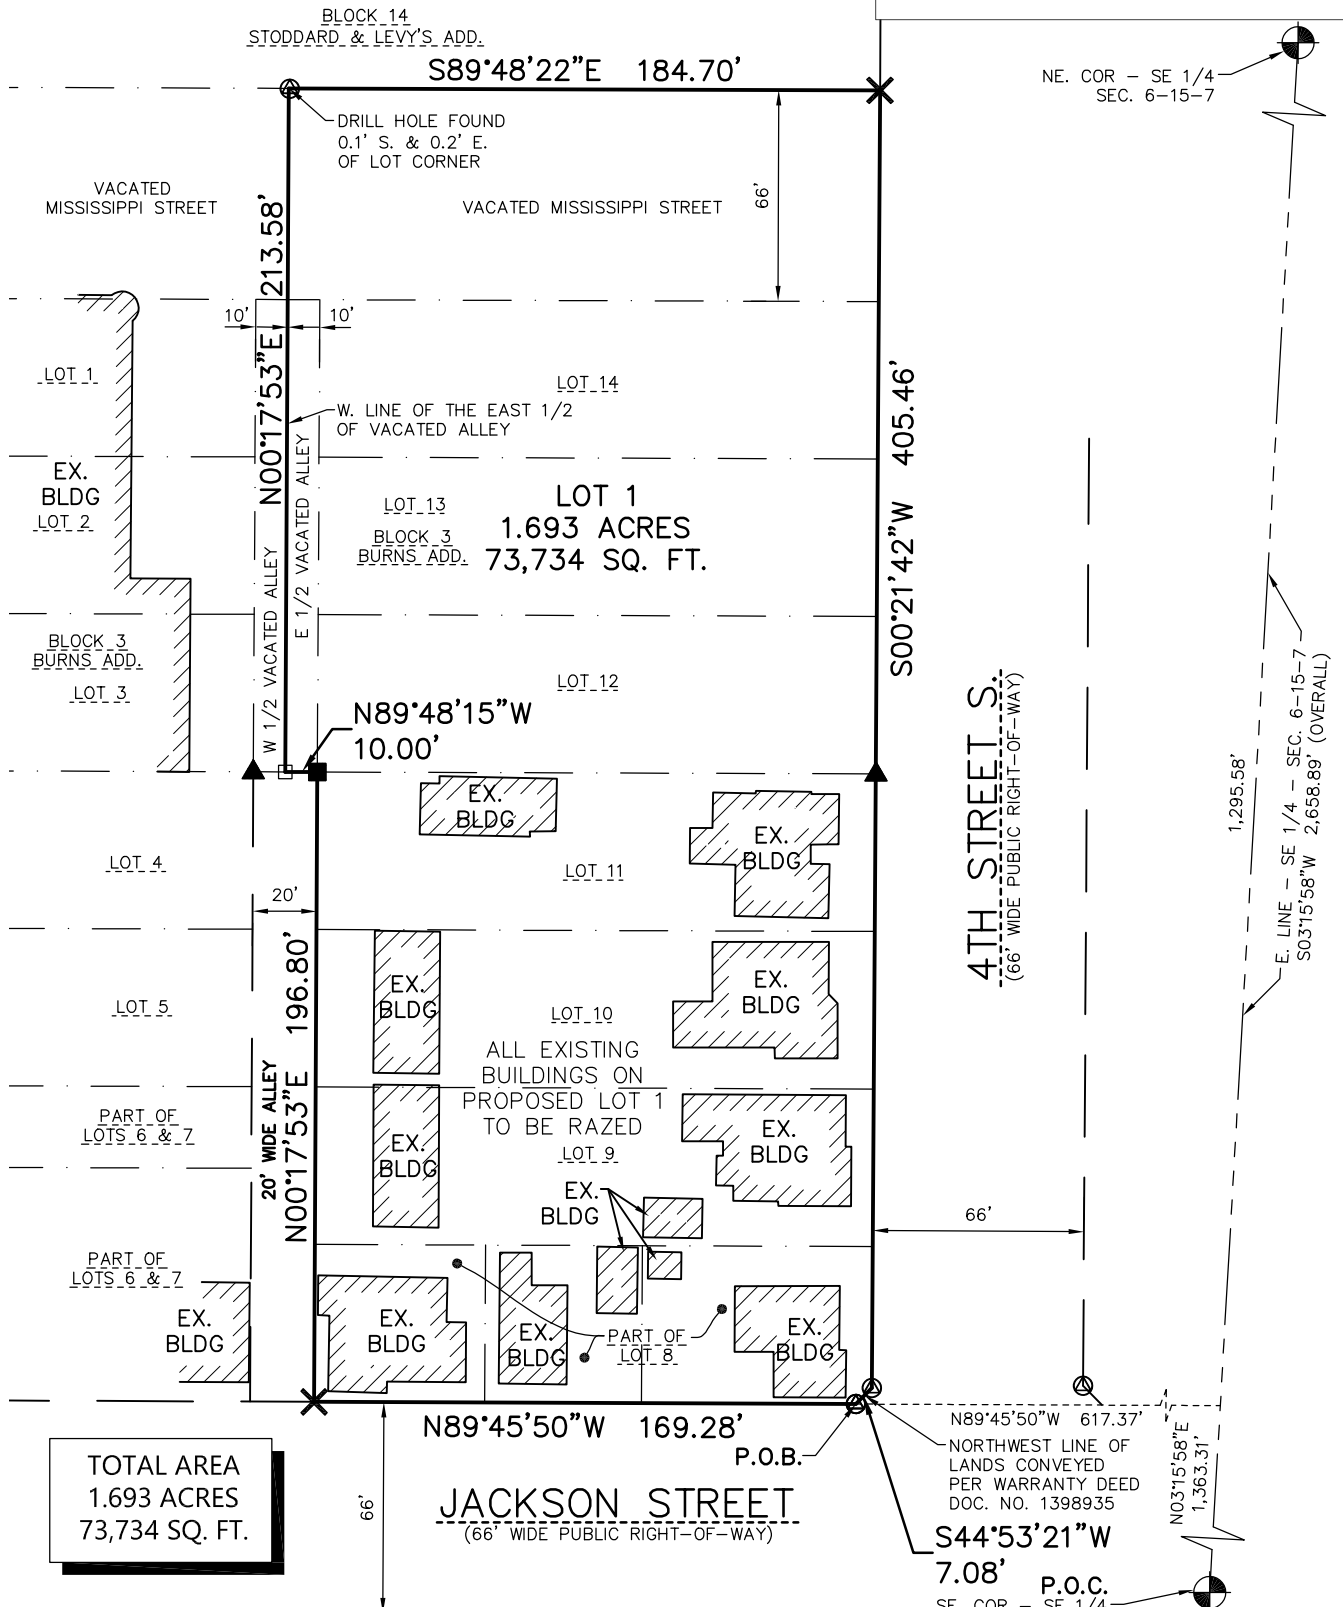 BLOCK 14
STODDARD & LEVY'S ADD.
S89°48'22"E 184.70'
NE. COR – SE 1/4
SEC. 6–15–7
DRILL HOLE FOUND
0.1' S. & 0.2' E.
OF LOT CORNER
VACATED
MISSISSIPPI STREET
VACATED MISSISSIPPI STREET
66'
N00°17'53"E 213.58'
10'
10'
LOT 1
LOT 14
W. LINE OF THE EAST 1/2
OF VACATED ALLEY
S00°21'42"W 405.46'
EX.
BLDG
LOT 2
LOT 13
BLOCK 3
BURNS ADD.
LOT 1
1.693 ACRES
73,734 SQ. FT.
W 1/2 VACATED ALLEY
E 1/2 VACATED ALLEY
BLOCK 3
BURNS ADD.
LOT 3
LOT 12
N89°48'15"W
10.00'
4TH STREET S.
(66' WIDE PUBLIC RIGHT–OF–WAY)
1,295.58'
E. LINE – SE 1/4 – SEC. 6–15–7
S03°15'58"W 2,658.89' (OVERALL)
EX.
BLDG
EX.
BLDG
LOT 4
LOT 11
20'
N00°17'53"E 196.80'
20' WIDE ALLEY
EX.
BLDG
EX.
BLDG
LOT 5
LOT 10
ALL EXISTING
BUILDINGS ON
PROPOSED LOT 1
TO BE RAZED
PART OF
LOTS 6 & 7
EX.
BLDG
EX.
BLDG
LOT 9
EX.
BLDG
66'
PART OF
LOTS 6 & 7
EX.
BLDG
EX.
BLDG
EX.
BLDG
PART OF
LOT 8
EX.
BLDG
N89°45'50"W 169.28'
P.O.B.
N89°45'50"W 617.37'
NORTHWEST LINE OF
LANDS CONVEYED
PER WARRANTY DEED
DOC. NO. 1398935
N03°15'58"E
1,363.31'
TOTAL AREA
1.693 ACRES
73,734 SQ. FT.
66'
JACKSON STREET
(66' WIDE PUBLIC RIGHT–OF–WAY)
S44°53'21"W
7.08'
P.O.C.
SE. COR – SE 1/4